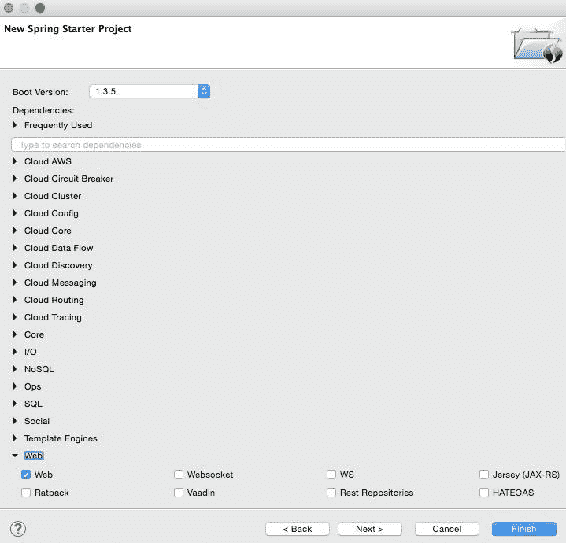 New Spring Starter Project
Boot Version: 1.3.5
Dependencies:
Frequently Used
Type to search dependencies
Cloud AWS
Cloud Circuit Breaker
Cloud Cluster
Cloud Config
Cloud Core
Cloud Data Flow
Cloud Discovery
Cloud Messaging
Cloud Routing
Cloud Tracing
Core
I/O
NoSQL
Ops
SQL
Social
Template Engines
Web
Web Websocket WS Jersey (JAX-RS)
Ratpack Vaadin Rest Repositories HATEOAS
? < Back Next > Cancel Finish